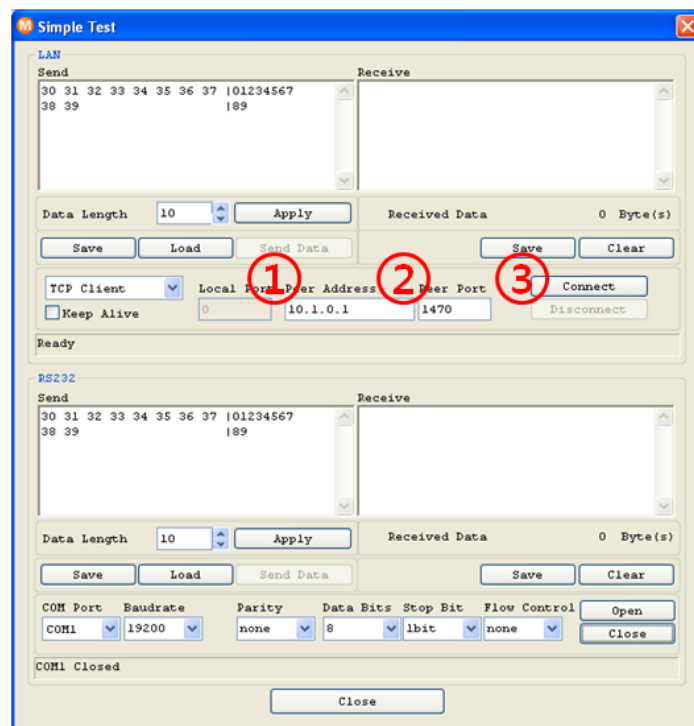 Simple Test
LAN
Send Receive
30 31 32 33 34 35 36 37 |01234567
38 39 |89
Data Length 10 Apply Received Data 0 Byte(s)
Save Load Send Data Save Clear
TCP Client Local Port Peer Address Peer Port Connect
① ② ③
Keep Alive 0 10.1.0.1 1470 Disconnect
Ready
RS232
Send Receive
30 31 32 33 34 35 36 37 |01234567
38 39 |89
Data Length 10 Apply Received Data 0 Byte(s)
Save Load Send Data Save Clear
COM Port Baudrate Parity Data Bits Stop Bit Flow Control Open
COM1 19200 none 8 1bit none Close
COM1 Closed
Close